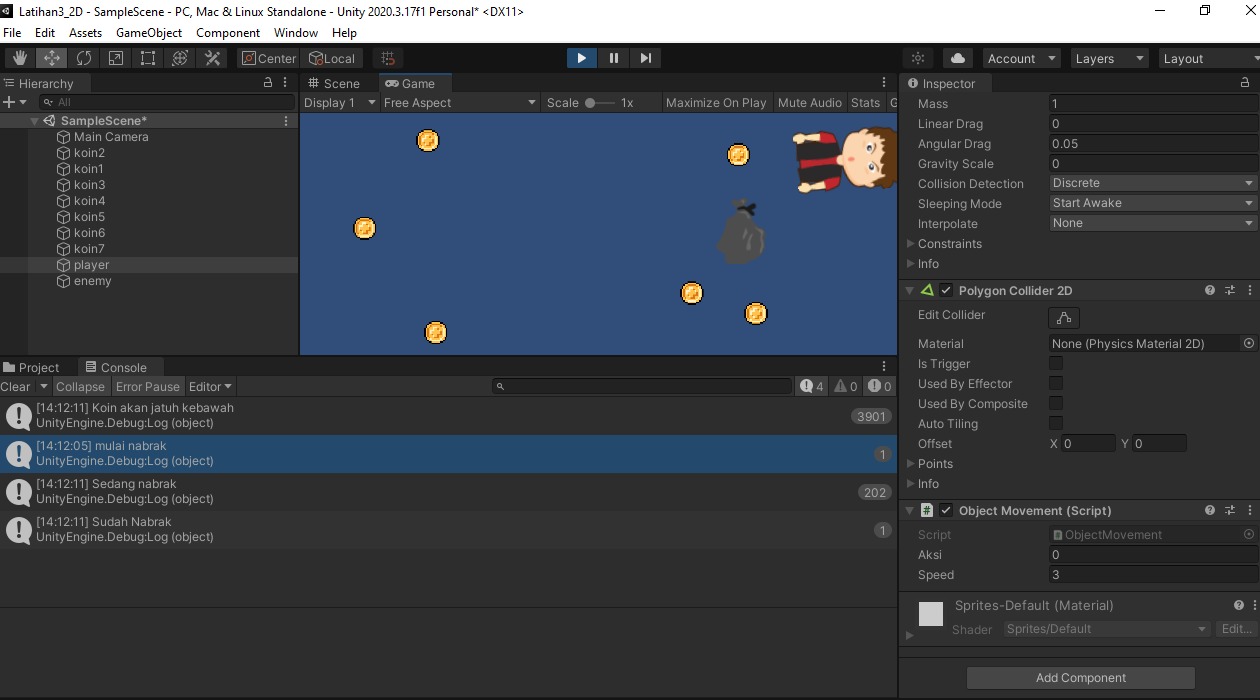 Latihan3_2D - SampleScene - PC, Mac & Linux Standalone - Unity 2020.3.17f1 Personal* <DX11>
File Edit Assets GameObject Component Window Help
Center Local Account Layers Layout
Hierarchy
All
SampleScene*
Main Camera
koin2
koin1
koin3
koin4
koin5
koin6
koin7
player
enemy
Scene Game
Display 1 Free Aspect Scale 1x Maximize On Play Mute Audio Stats G
Project Console
Clear Collapse Error Pause Editor 4 0 0
[14:12:11] Koin akan jatuh kebawah
UnityEngine.Debug:Log (object)
3901
[14:12:05] mulai nabrak
UnityEngine.Debug:Log (object)
1
[14:12:11] Sedang nabrak
UnityEngine.Debug:Log (object)
202
[14:12:11] Sudah Nabrak
UnityEngine.Debug:Log (object)
1
Inspector
Mass 1
Linear Drag 0
Angular Drag 0.05
Gravity Scale 0
Collision Detection Discrete
Sleeping Mode Start Awake
Interpolate None
Constraints
Info
Polygon Collider 2D
Edit Collider
Material None (Physics Material 2D)
Is Trigger
Used By Effector
Used By Composite
Auto Tiling
Offset X 0 Y 0
Points
Info
# Object Movement (Script)
Script ObjectMovement
Aksi 0
Speed 3
Sprites-Default (Material)
Shader Sprites/Default Edit...
Add Component